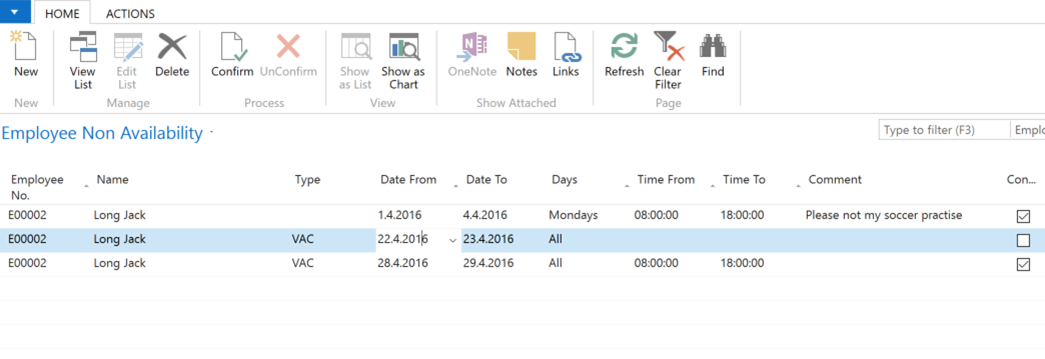 HOME ACTIONS
New View List Edit List Delete Confirm UnConfirm Show as List Show as Chart OneNote Notes Links Refresh Clear Filter Find
New Manage Process View Show Attached Page
Employee Non Availability
Type to filter (F3) Emplo
Employee No. Name Type Date From Date To Days Time From Time To Comment Con...
E00002 Long Jack 1.4.2016 4.4.2016 Mondays 08:00:00 18:00:00 Please not my soccer practise
E00002 Long Jack VAC 22.4.2016 23.4.2016 All
E00002 Long Jack VAC 28.4.2016 29.4.2016 All 08:00:00 18:00:00